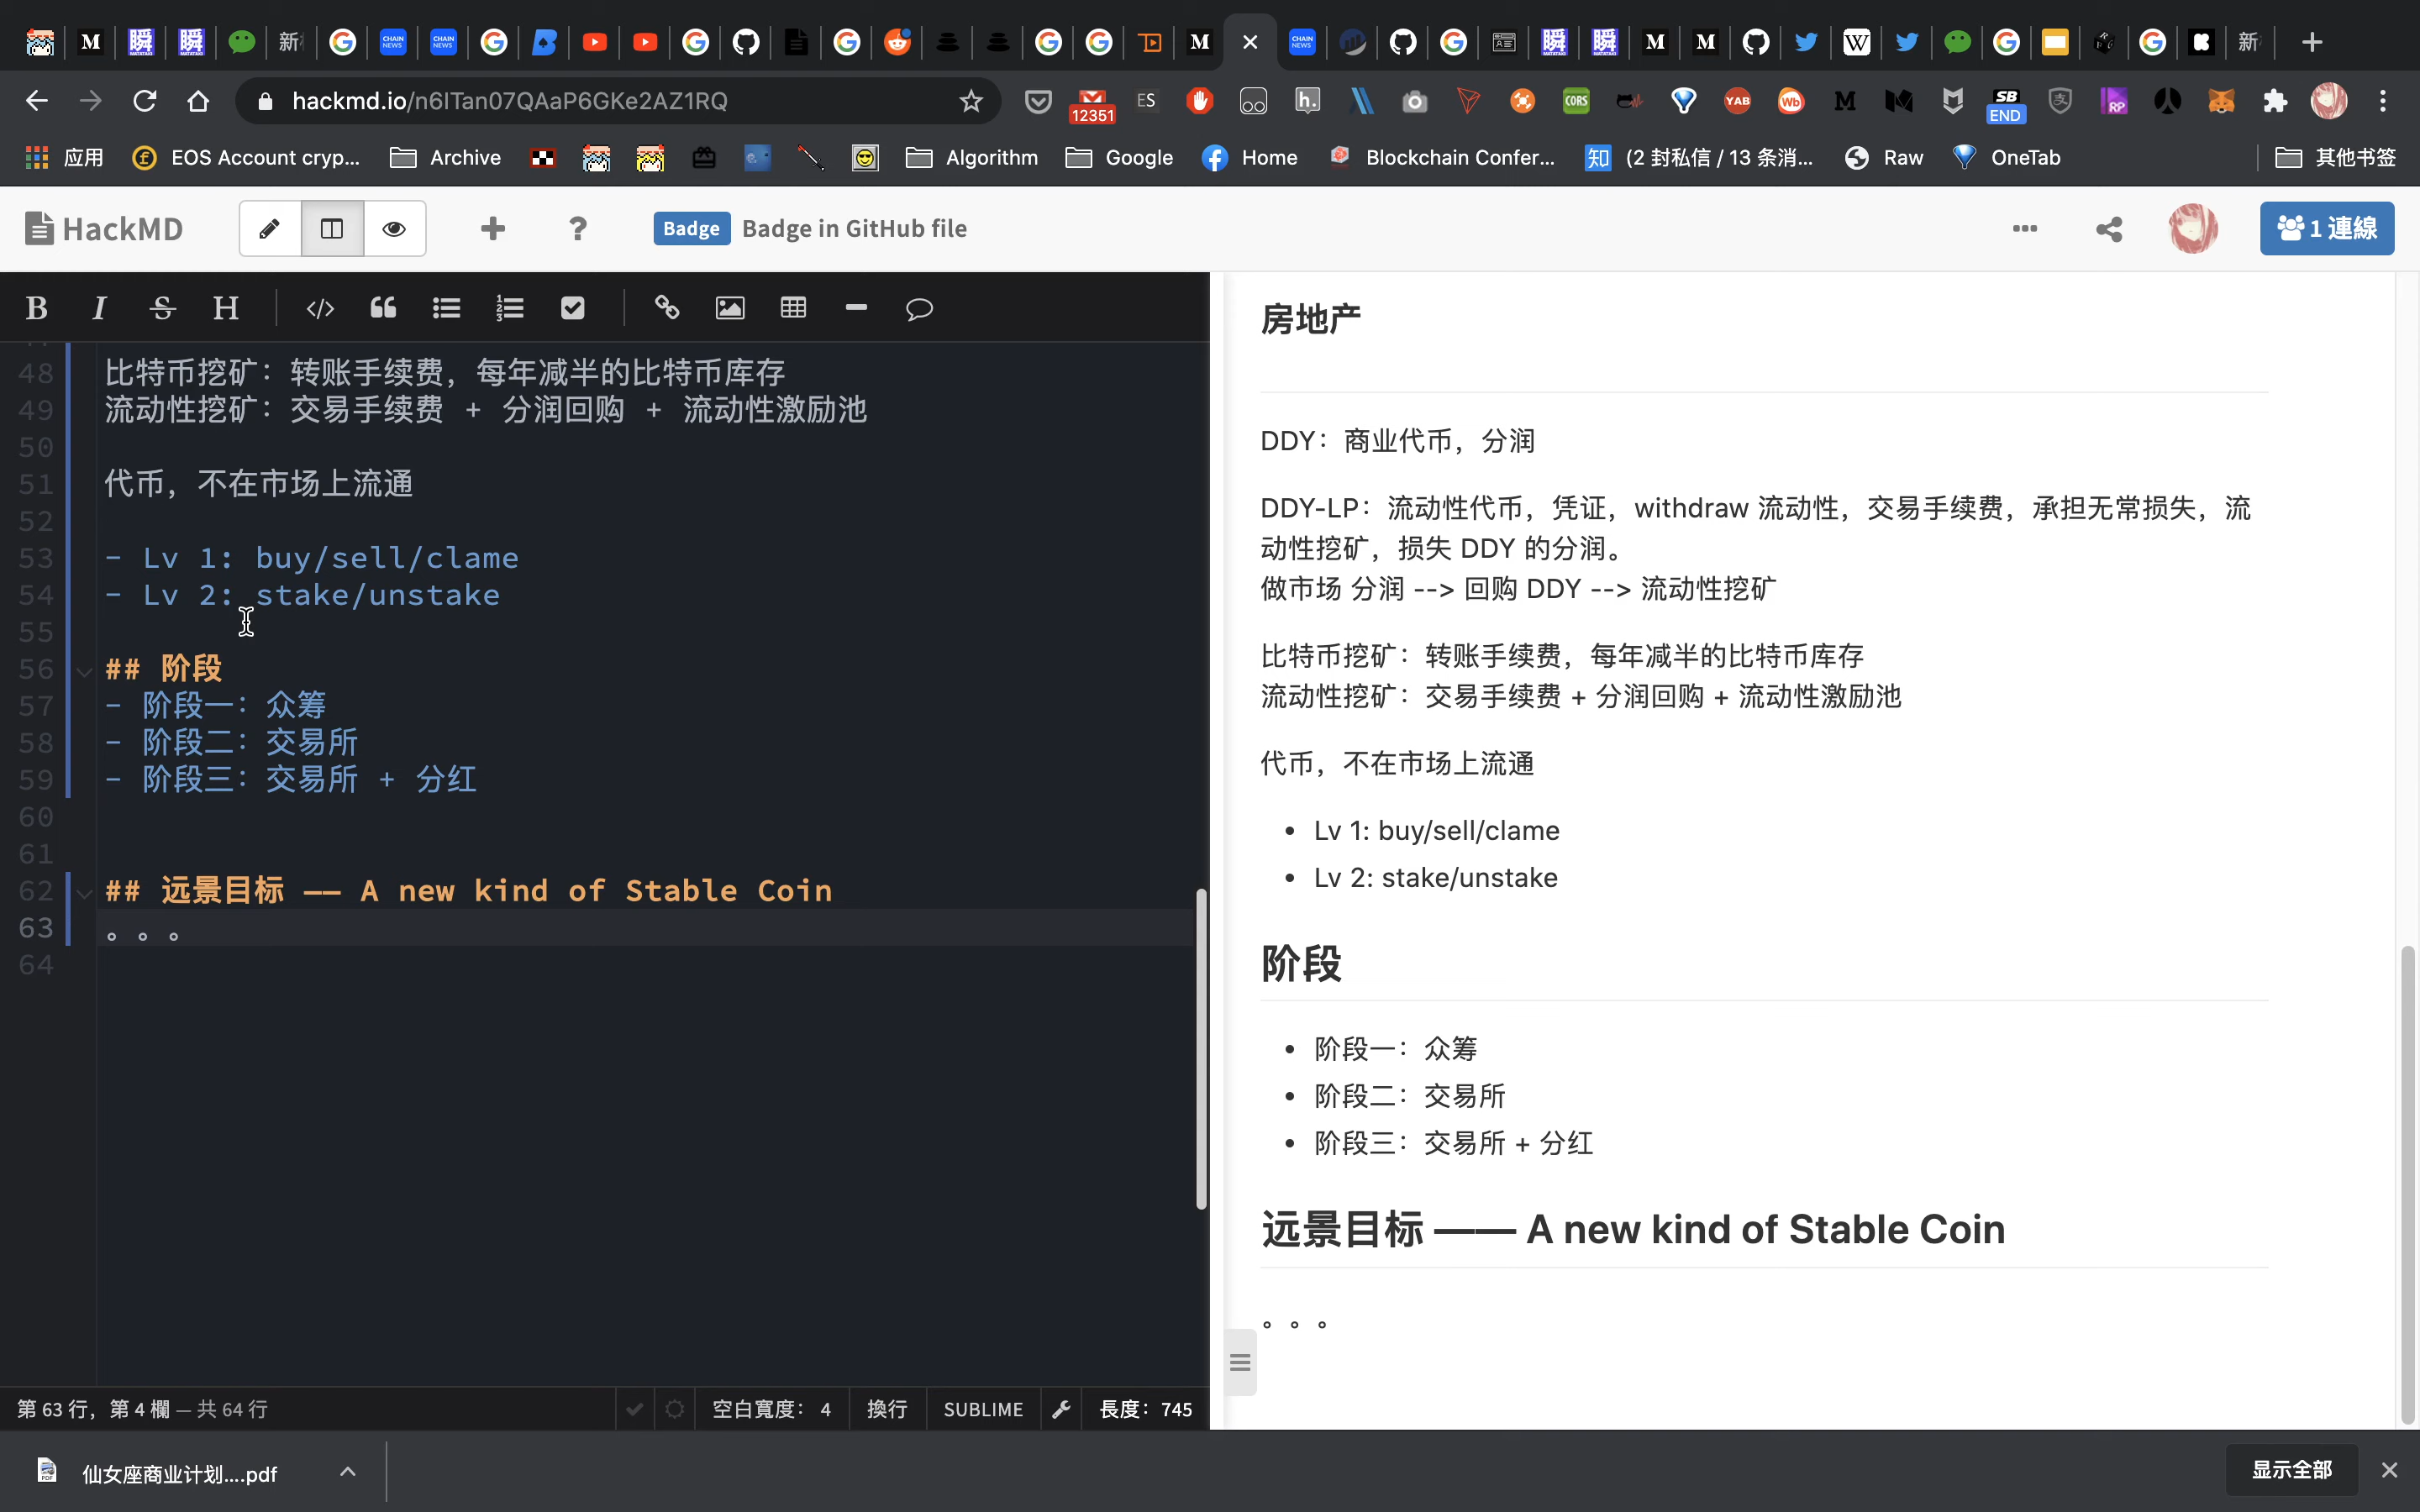 hackmd.io/n6ITan07QAaP6GKe2AZ1RQ
12351
ES
CORS
YAB
Wb
SB
END
RP
应用
EOS Account cryp...
Archive
Algorithm
Google
Home
Blockchain Confer...
知 (2 封私信 / 13 条消...
Raw
OneTab
其他书签
HackMD
Badge
Badge in GitHub file
1 連線
48 比特币挖矿：转账手续费，每年减半的比特币库存
49 流动性挖矿：交易手续费 + 分润回购 + 流动性激励池
50
51 代币，不在市场上流通
52
53 - Lv 1: buy/sell/clame
54 - Lv 2: stake/unstake
55
56 ## 阶段
57 - 阶段一：众筹
58 - 阶段二：交易所
59 - 阶段三：交易所 + 分红
60
61
62 ## 远景目标 —— A new kind of Stable Coin
63 。。。
64
第 63 行，第 4 欄 — 共 64 行
空白寬度： 4
換行
SUBLIME
長度： 745
房地产
DDY：商业代币，分润
DDY-LP：流动性代币，凭证，withdraw 流动性，交易手续费，承担无常损失，流
动性挖矿，损失 DDY 的分润。
做市场 分润 --> 回购 DDY --> 流动性挖矿
比特币挖矿：转账手续费，每年减半的比特币库存
流动性挖矿：交易手续费 + 分润回购 + 流动性激励池
代币，不在市场上流通
• Lv 1: buy/sell/clame
• Lv 2: stake/unstake
阶段
• 阶段一：众筹
• 阶段二：交易所
• 阶段三：交易所 + 分红
远景目标 —— A new kind of Stable Coin
。。。
仙女座商业计划....pdf
显示全部